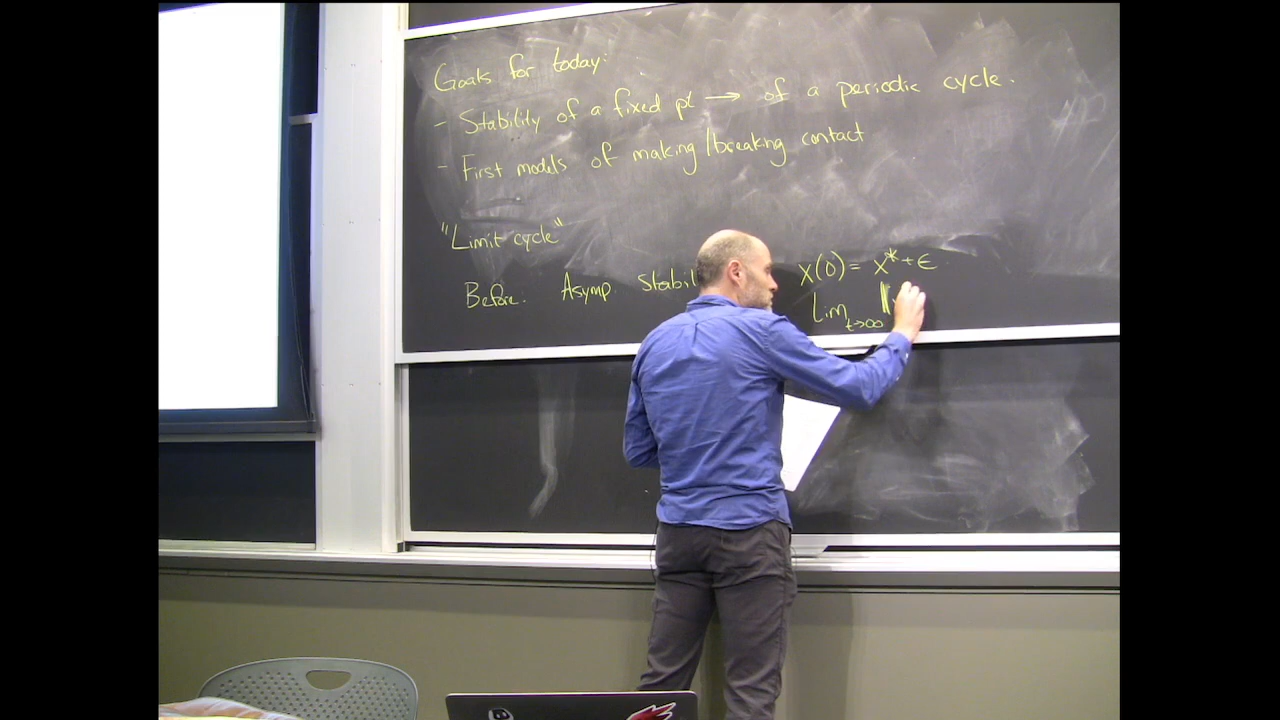 Goals for today:
- Stability of a fixed pt → of a periodic cycle.
- First models of making/breaking contact
"Limit cycle"
Before: Asymp. Stabil
x(0) = x* + ϵ
Lim t→∞ ||